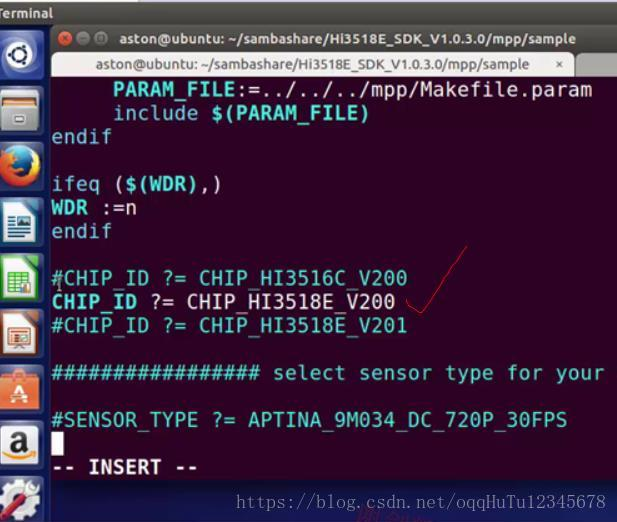 Terminal
aston@ubuntu: ~/sambashare/Hi3518E_SDK_V1.0.3.0/mpp/sample
aston@ubuntu: ~/sambashare/Hi3518E_SDK_V1.0.3.0/mpp/sample ×
PARAM_FILE:=../../../mpp/Makefile.param
include $(PARAM_FILE)
endif
ifeq ($(WDR),)
WDR :=n
endif
#CHIP_ID ?= CHIP_HI3516C_V200
CHIP_ID ?= CHIP_HI3518E_V200
#CHIP_ID ?= CHIP_HI3518E_V201
################# select sensor type for your
#SENSOR_TYPE ?= APTINA_9M034_DC_720P_30FPS
-- INSERT --
https://blog.csdn.net/oqqHuTu12345678